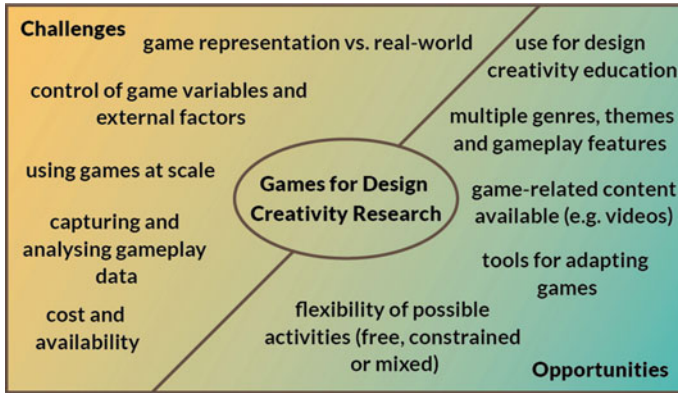 Challenges
game representation vs. real-world
control of game variables and
external factors
using games at scale
capturing and
analysing gameplay
data
cost and
availability
Games for Design
Creativity Research
use for design
creativity education
multiple genres, themes
and gameplay features
game-related content
available (e.g. videos)
tools for adapting
games
flexibility of possible
activities (free, constrained
or mixed)
Opportunities